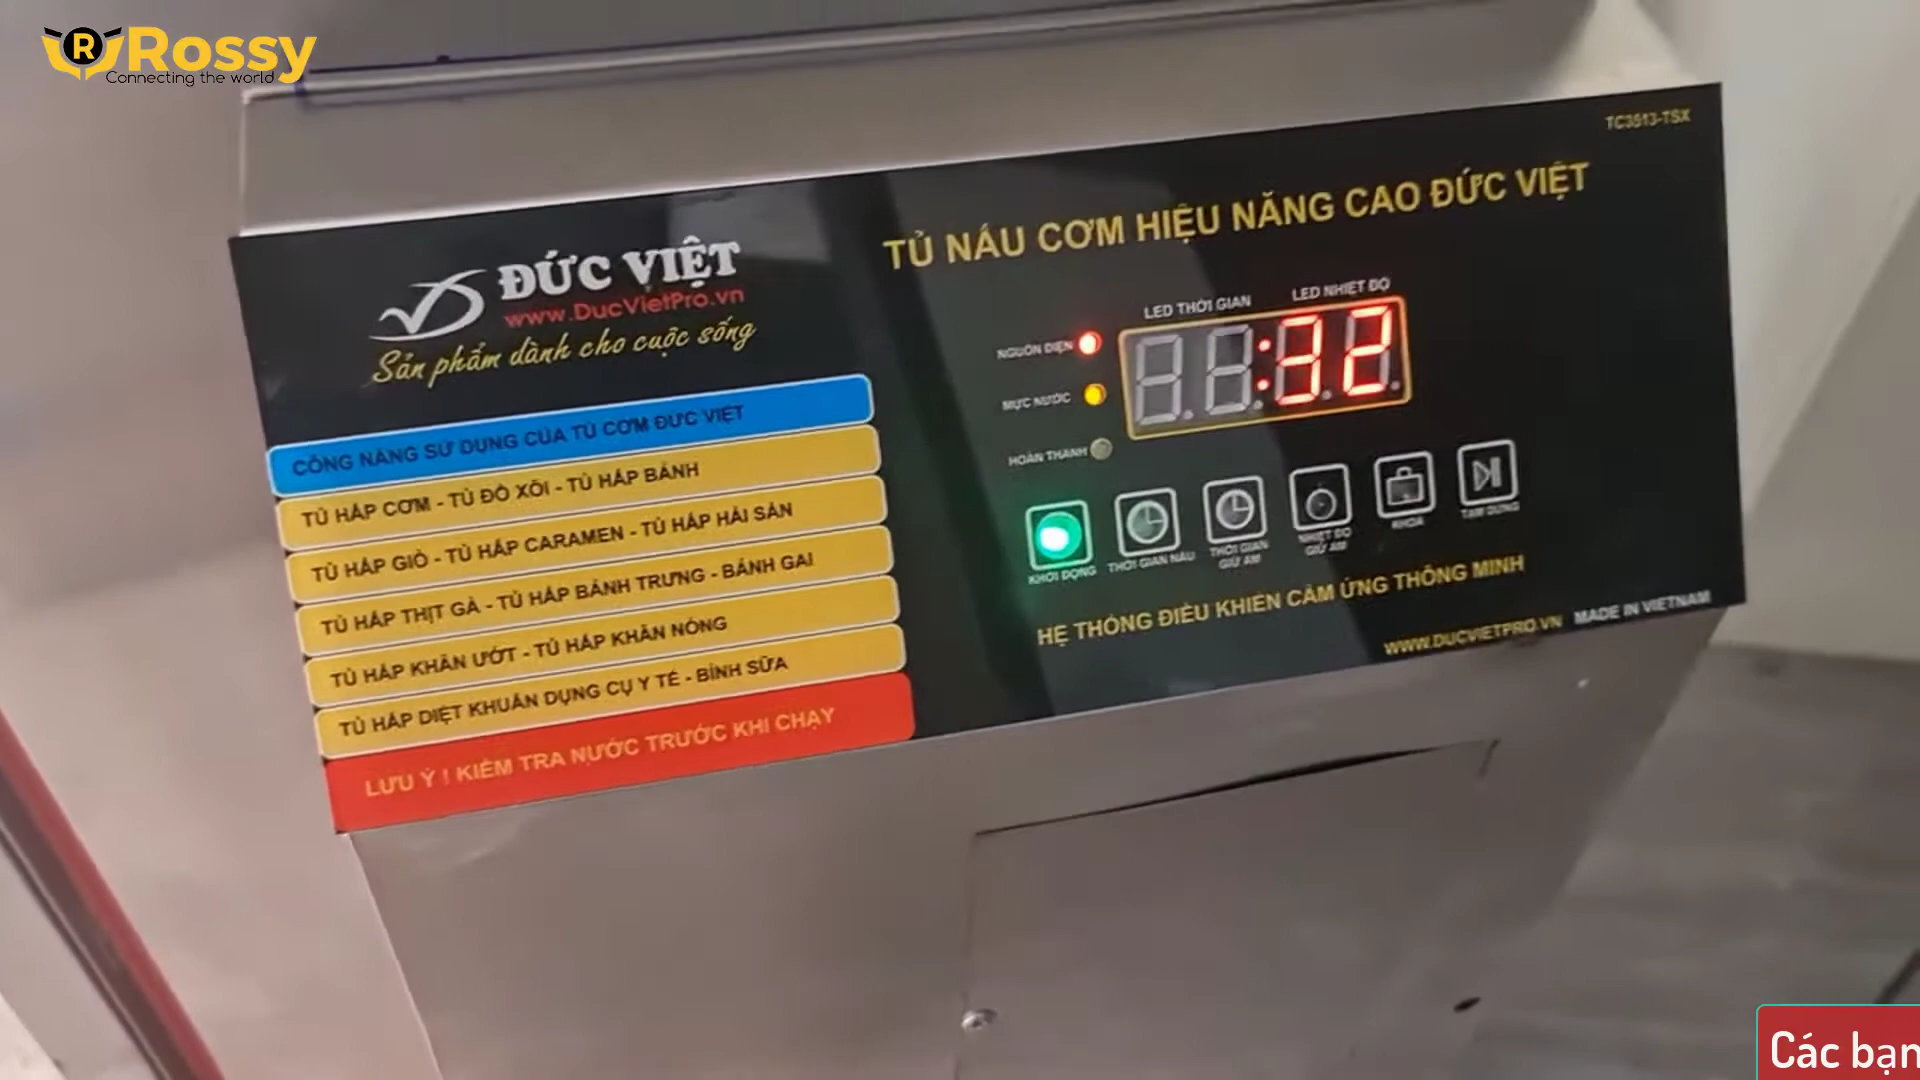 Rossy
Connecting the world
TC3513-TSX
ĐỨC VIỆT
www.DucVietPro.vn
Sản phẩm dành cho cuộc sống
CÔNG NĂNG SỬ DỤNG CỦA TỦ CƠM ĐỨC VIỆT
TỦ HẤP CƠM - TỦ ĐỒ XÔI - TỦ HẤP BÁNH
TỦ HẤP GIÒ - TỦ HẤP CARAMEN - TỦ HẤP HẢI SẢN
TỦ HẤP THỊT GÀ - TỦ HẤP BÁNH TRƯNG - BÁNH GAI
TỦ HẤP KHĂN ƯỚT - TỦ HẤP KHĂN NÓNG
TỦ HẤP DIỆT KHUẨN DỤNG CỤ Y TẾ - BÌNH SỮA
LƯU Ý ! KIỂM TRA NƯỚC TRƯỚC KHI CHẠY
TỦ NẤU CƠM HIỆU NĂNG CAO ĐỨC VIỆT
LED THỜI GIAN LED NHIỆT ĐỘ
NGUỒN ĐIỆN
:32
MỰC NƯỚC
HOÀN THÀNH
KHỞI ĐỘNG
THỜI GIAN NẤU
THỜI GIAN
GIỮ ẤM
NHIỆT ĐỘ
GIỮ ẤM
KHÓA
TẠM DỪNG
HỆ THỐNG ĐIỀU KHIỂN CẢM ỨNG THÔNG MINH
WWW.DUCVIETPRO.VN MADE IN VIETNAM
Các bạn